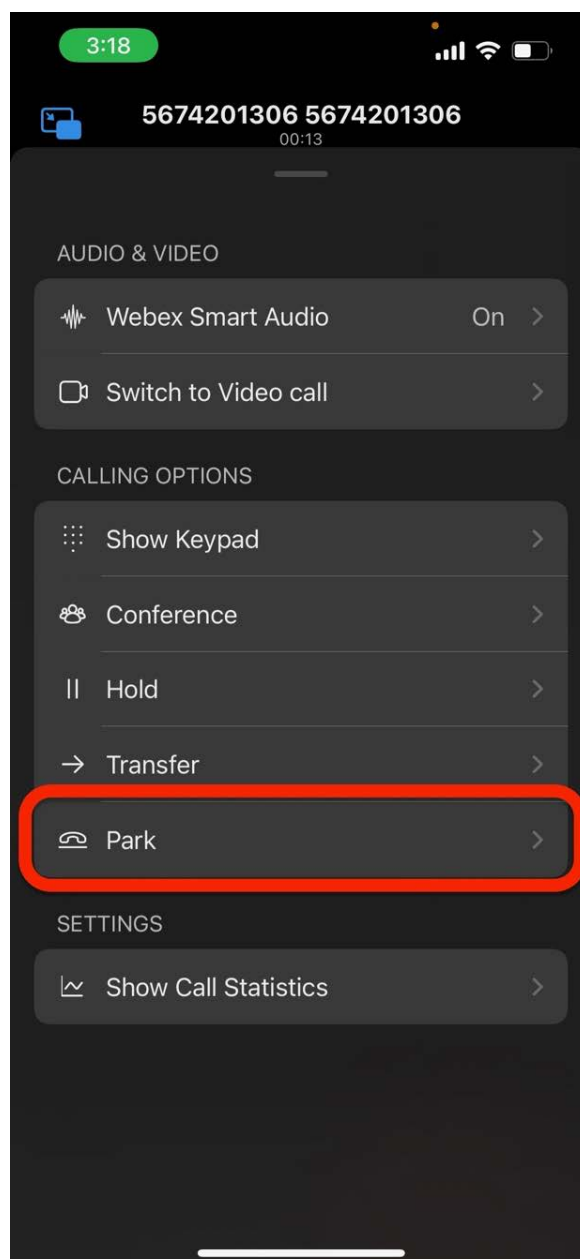 3:18
5674201306 5674201306
00:13
AUDIO & VIDEO
Webex Smart Audio On
Switch to Video call
CALLING OPTIONS
Show Keypad
Conference
Hold
Transfer
Park
SETTINGS
Show Call Statistics